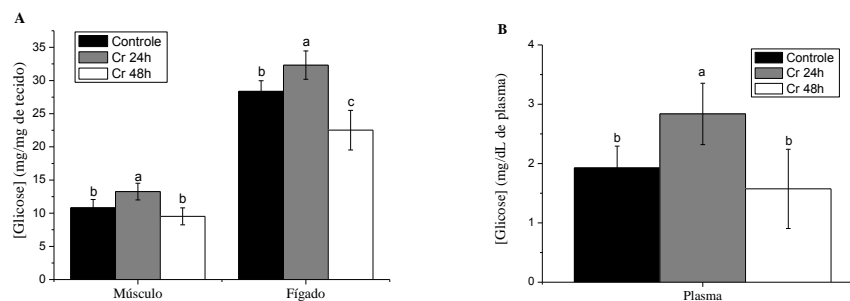 A
Controle
Cr 24h
Cr 48h
[Glicose] (mg/mg de tecido)
35
30
25
20
15
10
5
0
b
a
b
b
a
c
Músculo
Fígado
B
Controle
Cr 24h
Cr 48h
[Glicose] (mg/dL de plasma)
4
3
2
1
0
b
a
b
Plasma